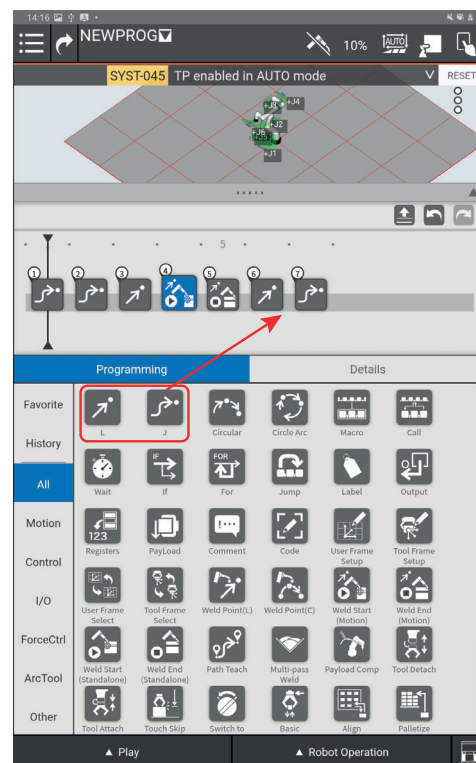 14:16
NEWPROG
10%
AUTO
SYST-045 TP enabled in AUTO mode
RESET
+J3 +J4
+J2
+J6
+J1
5
1 2 3 4 5 6 7
Programming Details
Favorite
History
All
Motion
Control
I/O
ForceCtrl
ArcTool
Other
L J Circular Circle Arc Macro Call
IF FOR
Wait If For Jump Label Output
123
Registers PayLoad Comment Code User Frame Setup Tool Frame Setup
User Frame Select Tool Frame Select Weld Point(L) Weld Point(C) Weld Start (Motion) Weld End (Motion)
Weld Start (Standalone) Weld End (Standalone) Path Teach Multi-pass Weld Payload Comp Tool Detach
Tool Attach Touch Skip Switch to Basic Align Palletize
▲ Play ▲ Robot Operation